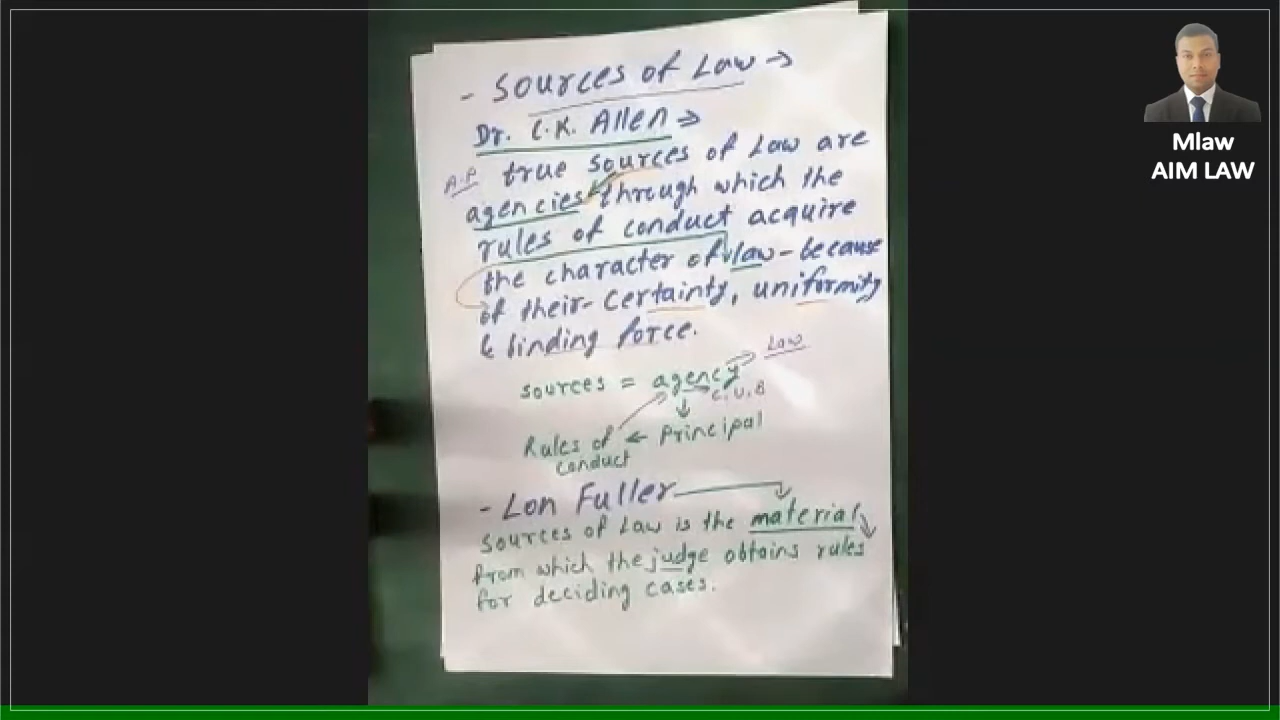 - Sources of Law →
Dr. C.K. Allen ⇒
A.P true sources of Law are
agencies through which the
rules of conduct acquire
the character of law - because
of their- Certainty, uniformity
& binding force.
Law
sources = agency
C, U, B
Rules of ← Principal
conduct
- Lon Fuller
Sources of Law is the material
from which the judge obtains rules
for deciding cases.
Mlaw
AIM LAW